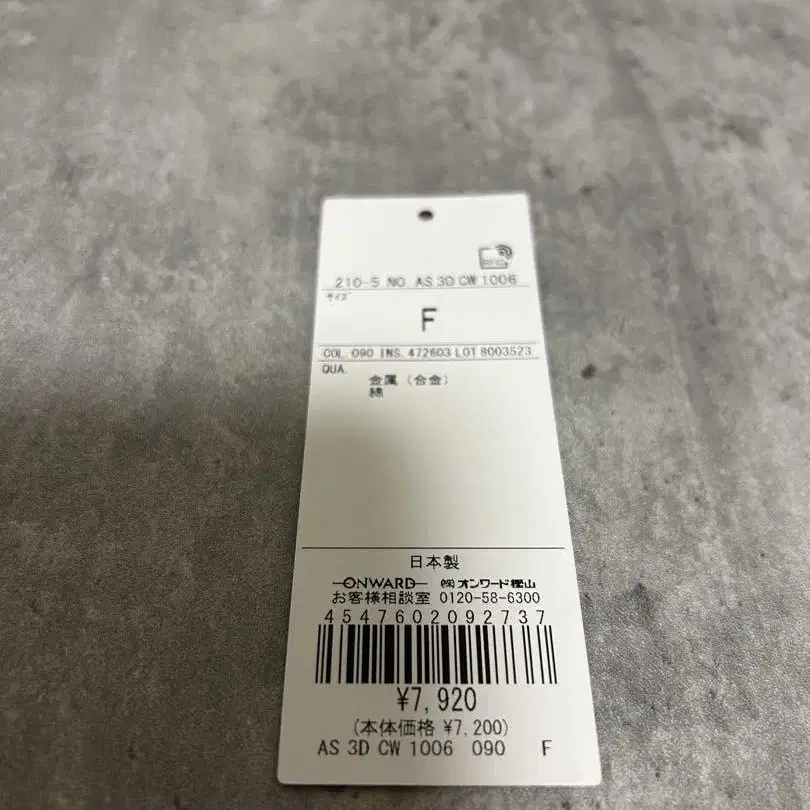 210-5 NO. AS 3D CW 1006
サイズ
F
COL. 090 INS. 472603 LOT 8003523
QUA.
金属 (合金)
綿
日本製
ONWARD ㈱オンワード樫山
お客様相談室 0120-58-6300
4547602092737
¥7,920
(本体価格 ¥7,200)
AS 3D CW 1006 090 F